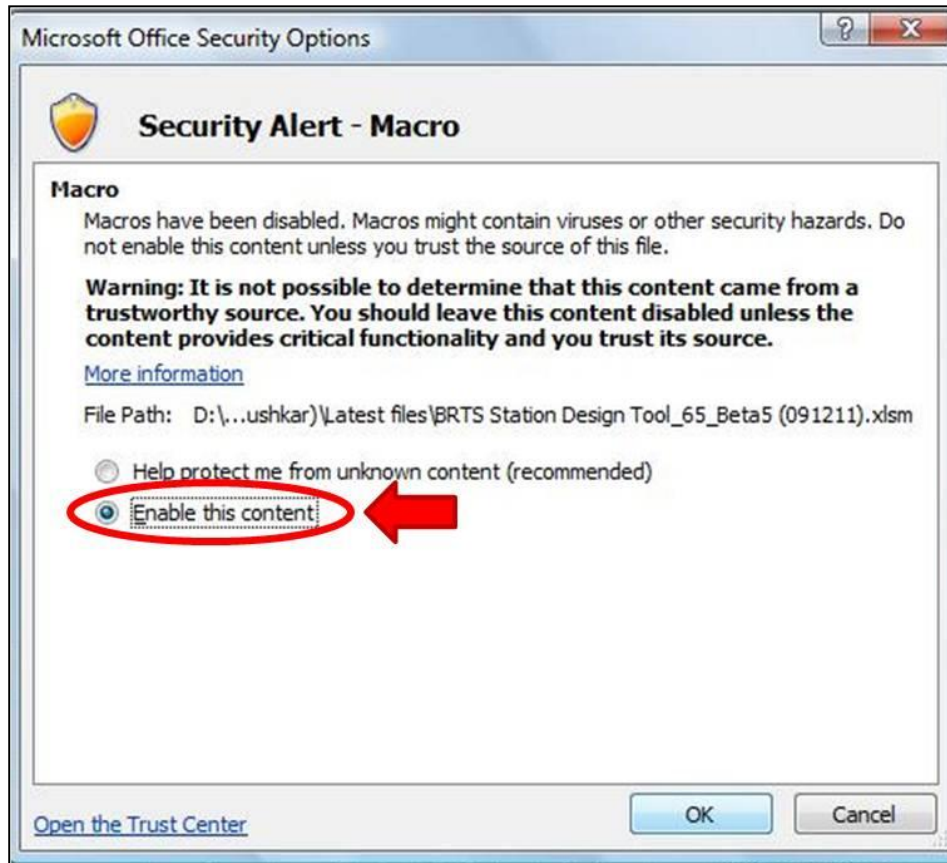 Microsoft Office Security Options
Security Alert - Macro
Macro
Macros have been disabled. Macros might contain viruses or other security hazards. Do
not enable this content unless you trust the source of this file.
Warning: It is not possible to determine that this content came from a
trustworthy source. You should leave this content disabled unless the
content provides critical functionality and you trust its source.
More information
File Path: D:\...ushkar)\Latest files\BRTS Station Design Tool_65_Beta5 (091211).xlsm
Help protect me from unknown content (recommended)
Enable this content
Open the Trust Center
OK Cancel